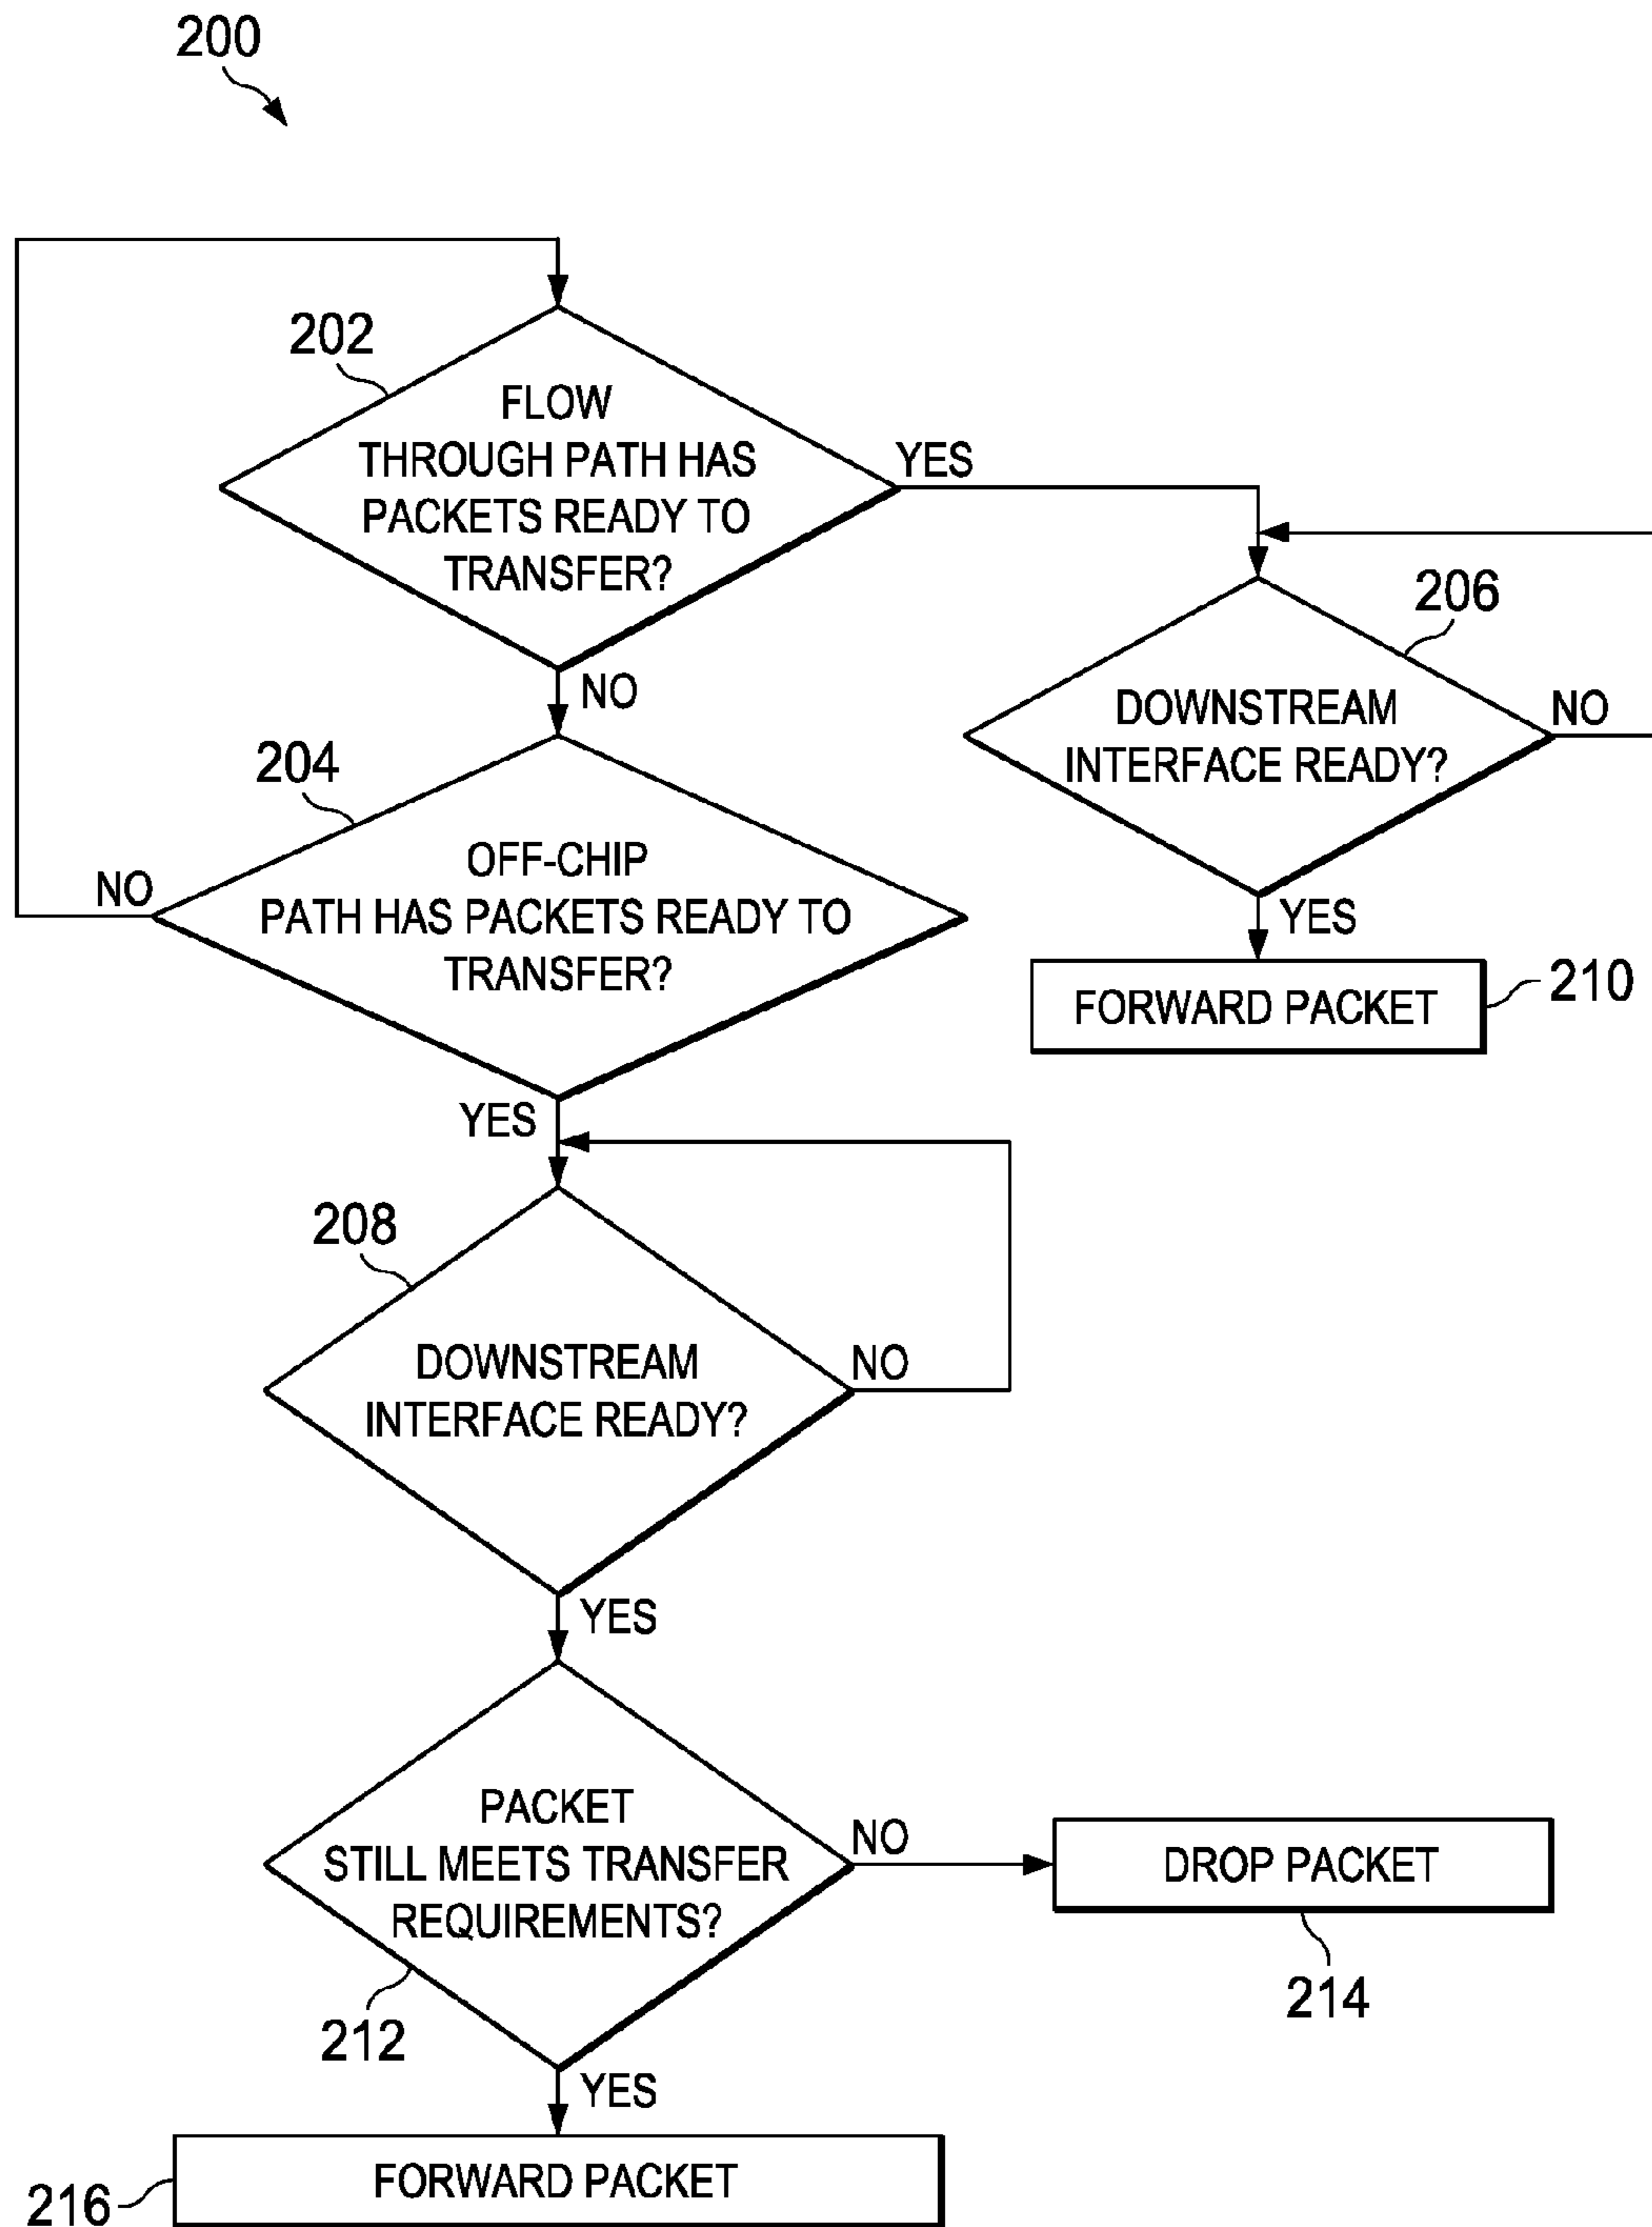 200
202
FLOW
THROUGH PATH HAS
PACKETS READY TO
TRANSFER?
YES
NO
206
DOWNSTREAM
INTERFACE READY?
NO
YES
FORWARD PACKET
210
204
OFF-CHIP
PATH HAS PACKETS READY TO
TRANSFER?
NO
YES
208
DOWNSTREAM
INTERFACE READY?
NO
YES
PACKET
STILL MEETS TRANSFER
REQUIREMENTS?
NO
212
DROP PACKET
214
YES
FORWARD PACKET
216